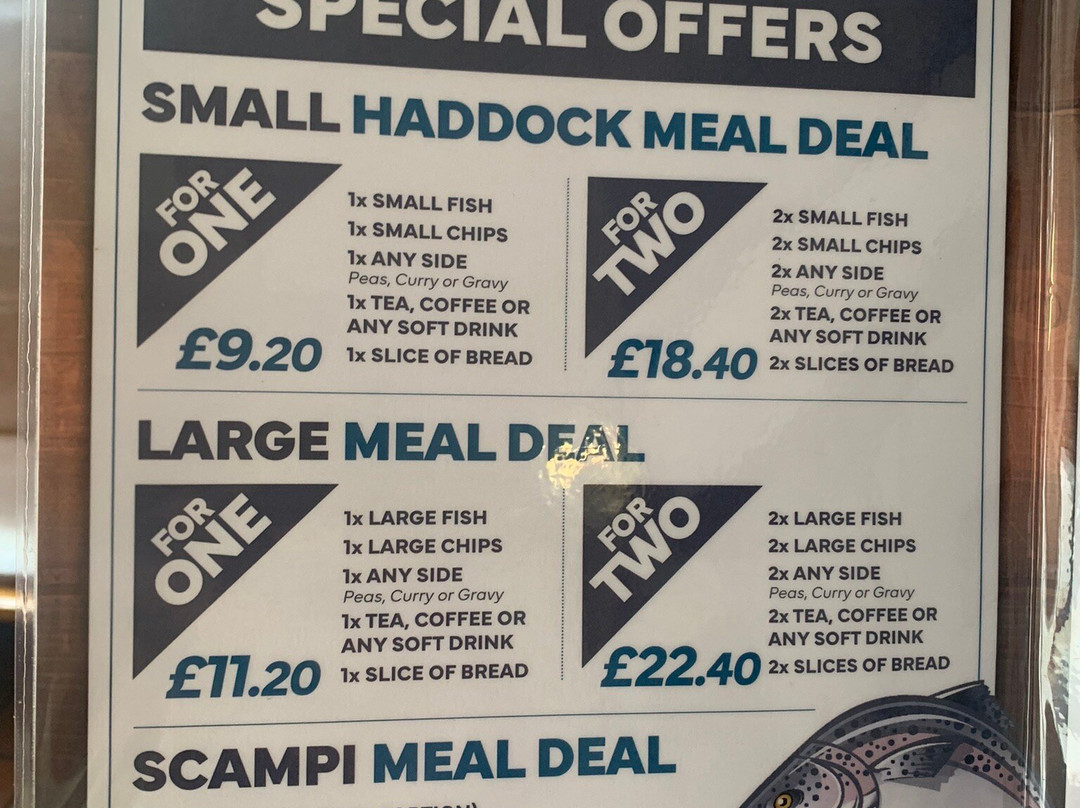 SPECIAL OFFERS
SMALL HADDOCK MEAL DEAL
FOR
ONE
1x SMALL FISH
1x SMALL CHIPS
1x ANY SIDE
Peas, Curry or Gravy
1x TEA, COFFEE OR
ANY SOFT DRINK
1x SLICE OF BREAD
£9.20
FOR
TWO
2x SMALL FISH
2x SMALL CHIPS
2x ANY SIDE
Peas, Curry or Gravy
2x TEA, COFFEE OR
ANY SOFT DRINK
2x SLICES OF BREAD
£18.40
LARGE MEAL DEAL
FOR
ONE
1x LARGE FISH
1x LARGE CHIPS
1x ANY SIDE
Peas, Curry or Gravy
1x TEA, COFFEE OR
ANY SOFT DRINK
1x SLICE OF BREAD
£11.20
FOR
TWO
2x LARGE FISH
2x LARGE CHIPS
2x ANY SIDE
Peas, Curry or Gravy
2x TEA, COFFEE OR
ANY SOFT DRINK
2x SLICES OF BREAD
£22.40
SCAMPI MEAL DEAL